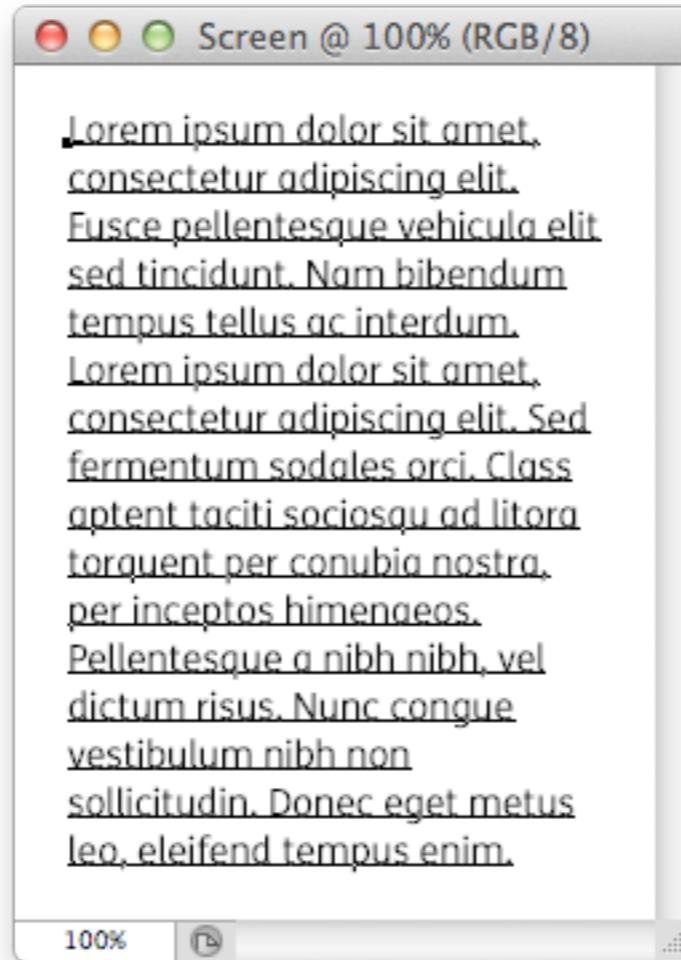 Screen @ 100% (RGB/8)
Lorem ipsum dolor sit amet,
consectetur adipiscing elit.
Fusce pellentesque vehicula elit
sed tincidunt. Nam bibendum
tempus tellus ac interdum.
Lorem ipsum dolor sit amet,
consectetur adipiscing elit. Sed
fermentum sodales orci. Class
aptent taciti sociosqu ad litora
torquent per conubia nostra,
per inceptos himenaeos.
Pellentesque a nibh nibh, vel
dictum risus. Nunc congue
vestibulum nibh non
sollicitudin. Donec eget metus
leo, eleifend tempus enim.
100%